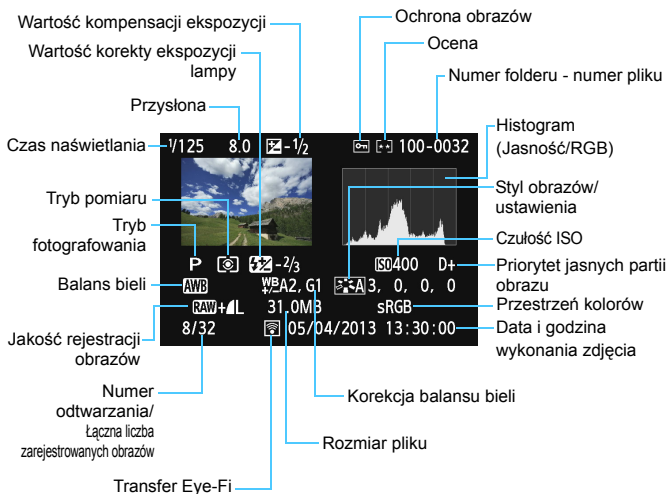 Wartość kompensacji ekspozycji
Ochrona obrazów
Wartość korekty ekspozycji
lampy
Ocena
Numer folderu - numer pliku
Przysłona
Czas naświetlania
1/125 8.0 -1/2 100-0032
Histogram
(Jasność/RGB)
Styl obrazów/
ustawienia
Tryb pomiaru
Tryb
fotografowania
Czułość ISO
P -2/3 ISO 400 D+
Priorytet jasnych partii
obrazu
Balans bieli
AWB WB+/-A2, G1 A3, 0, 0, 0
RAW+L 31.0MB sRGB
Przestrzeń kolorów
8/32 05/04/2013 13:30:00
Data i godzina
wykonania zdjęcia
Jakość rejestracji
obrazów
Numer
odtwarzania/
Łączna liczba
zarejestrowanych obrazów
Korekcja balansu bieli
Rozmiar pliku
Transfer Eye-Fi